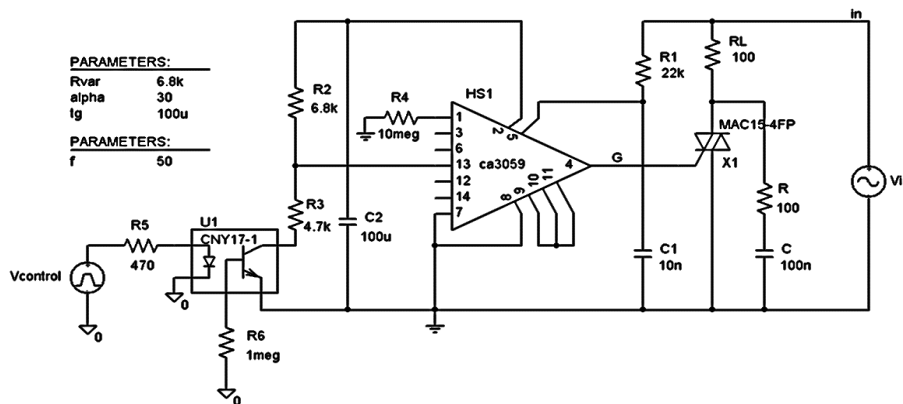 in
PARAMETERS:
Rvar 6.8k
alpha 30
tg 100u
PARAMETERS:
f 50
R2
6.8k
R4
10meg
HS1
1
3
6
13
12
14
7
2
5
ca3059
4
8
9
10
11
G
R1
22k
RL
100
MAC15-4FP
X1
R
100
C
100n
C1
10n
Vi
R3
4.7k
C2
100u
U1
CNY17-1
R5
470
Vcontrol
0
0
R6
1meg
0